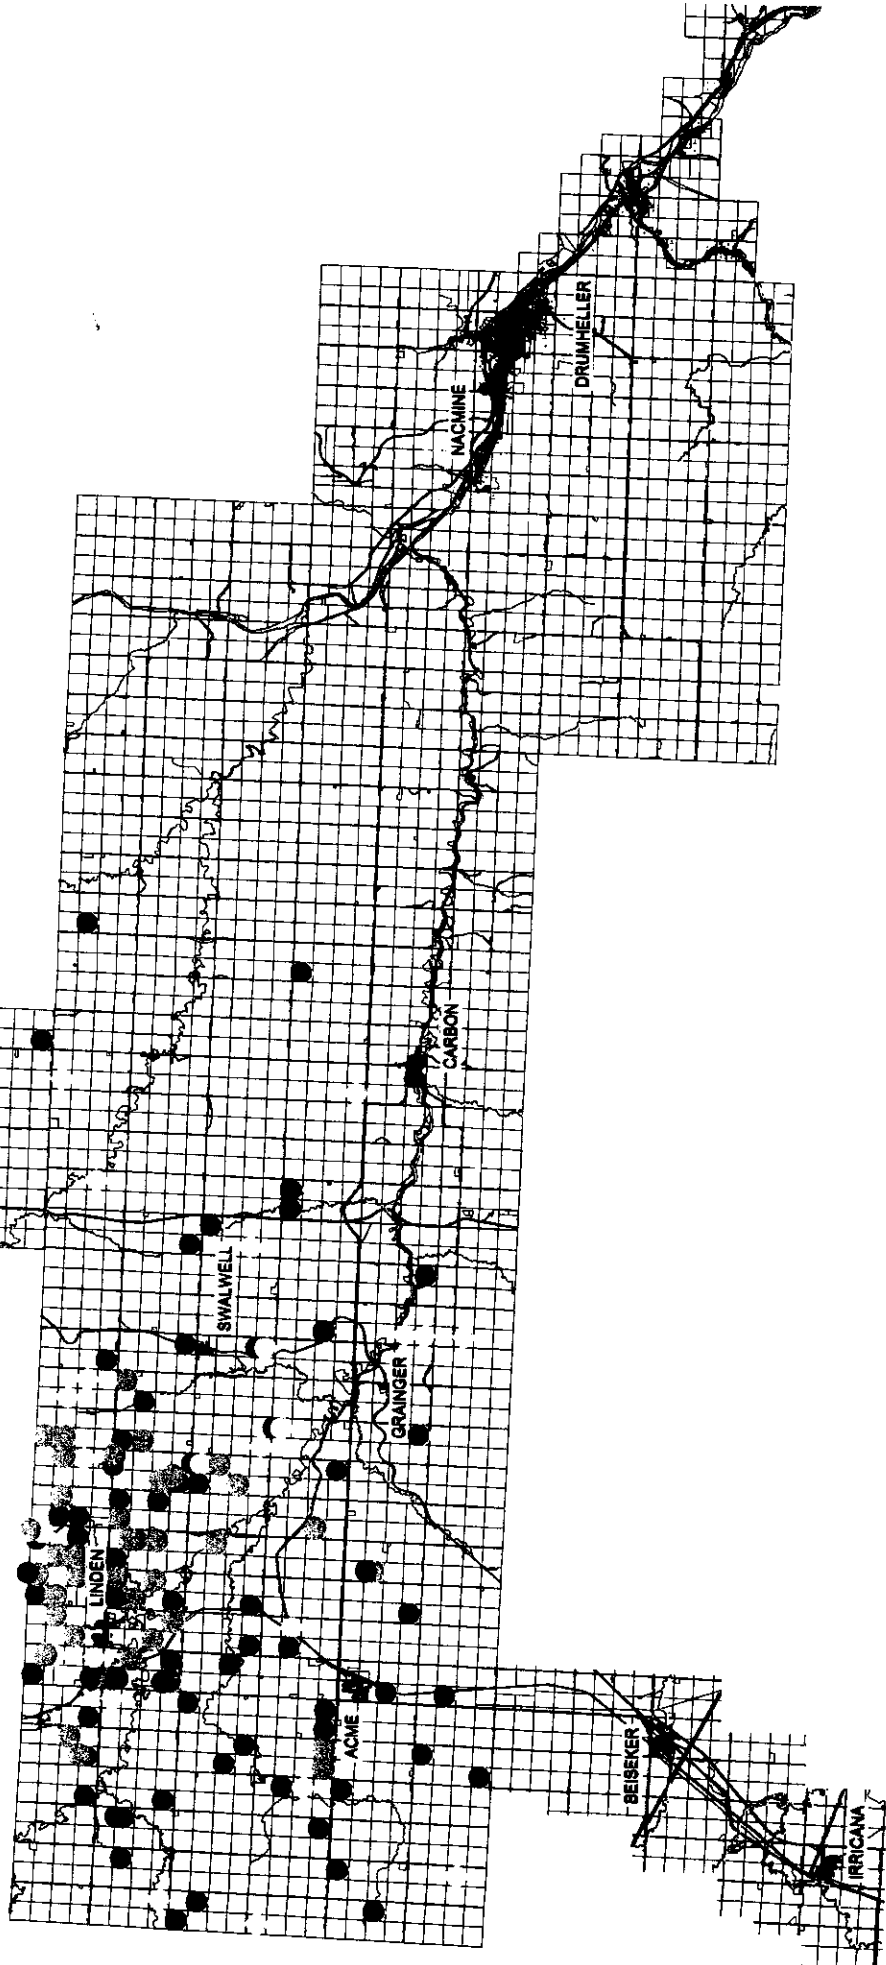 DRUMHELLER
NACMINE
CARBON
SWALWELL
GRAINGER
LINDEN
ACME
BEISEKER
IRRICANA